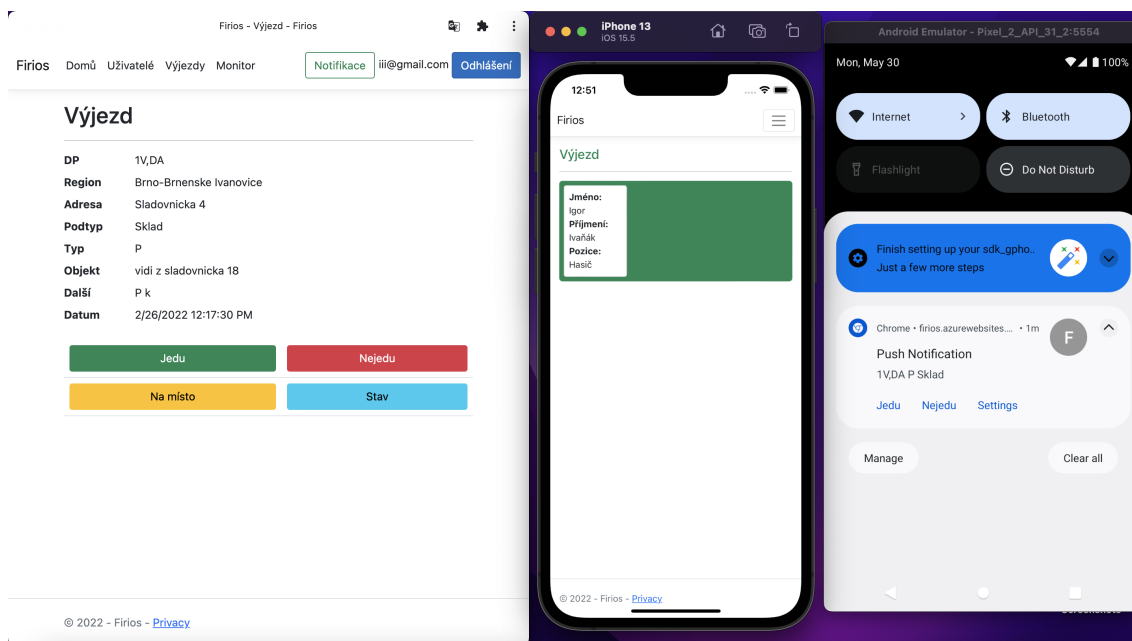 Firios - Výjezd - Firios
Firios Domů Uživatelé Výjezdy Monitor Notifikace iii@gmail.com Odhlášení
Výjezd
DP 1V,DA
Region Brno-Brnenske Ivanovice
Adresa Sladovnicka 4
Podtyp Sklad
Typ P
Objekt vidi z sladovnicka 18
Další P k
Datum 2/26/2022 12:17:30 PM
Jedu Nejedu
Na místo Stav
© 2022 - Firios - Privacy
iPhone 13
iOS 15.5
12:51
Firios
Výjezd
Jméno:
Igor
Příjmení:
Ivaňák
Pozice:
Hasič
© 2022 - Firios - Privacy
Android Emulator - Pixel_2_API_31_2:5554
Mon, May 30 100%
Internet Bluetooth
Flashlight Do Not Disturb
Finish setting up your sdk_gpho..
Just a few more steps
Chrome • firios.azurewebsites.... • 1m
F
Push Notification
1V,DA P Sklad
Jedu Nejedu Settings
Manage Clear all